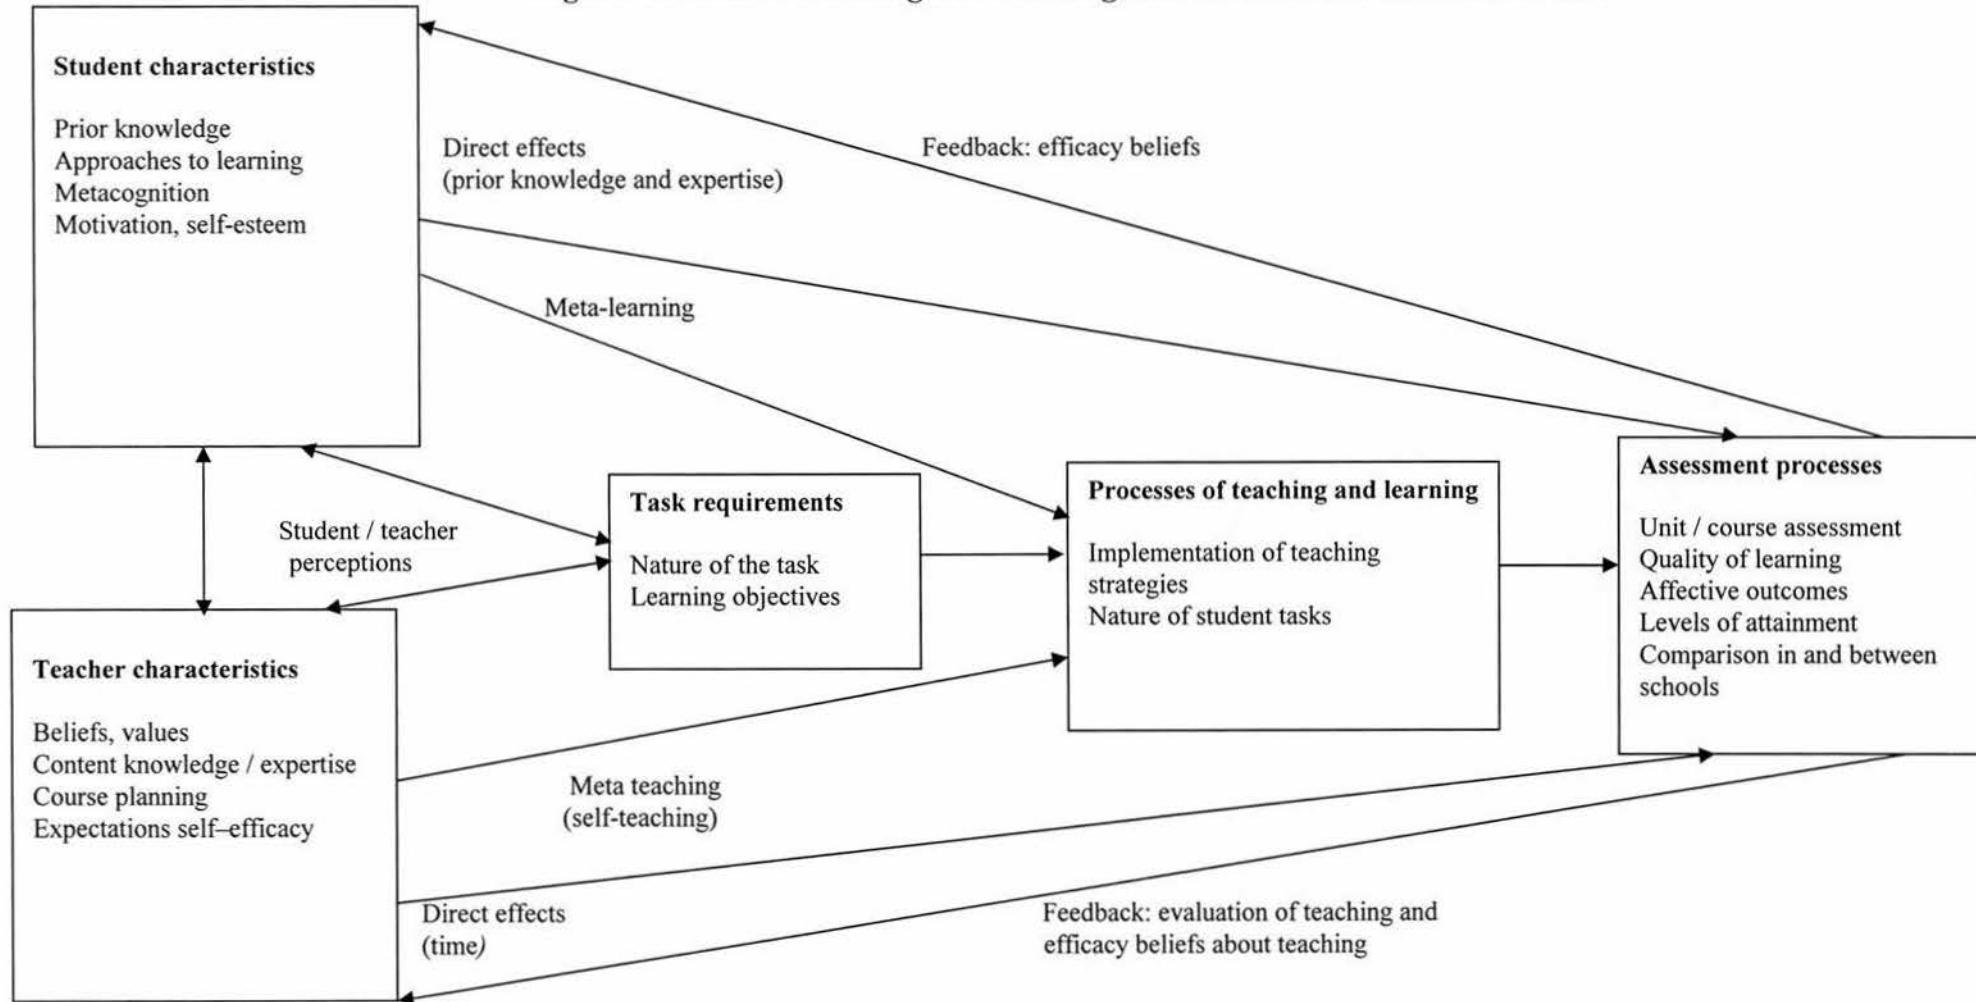 Student characteristics
Prior knowledge
Approaches to learning
Metacognition
Motivation, self-esteem
Direct effects
(prior knowledge and expertise)
Feedback: efficacy beliefs
Meta-learning
Student / teacher
perceptions
Task requirements
Nature of the task
Learning objectives
Processes of teaching and learning
Implementation of teaching
strategies
Nature of student tasks
Assessment processes
Unit / course assessment
Quality of learning
Affective outcomes
Levels of attainment
Comparison in and between
schools
Teacher characteristics
Beliefs, values
Content knowledge / expertise
Course planning
Expectations self–efficacy
Meta teaching
(self-teaching)
Direct effects
(time)
Feedback: evaluation of teaching and
efficacy beliefs about teaching